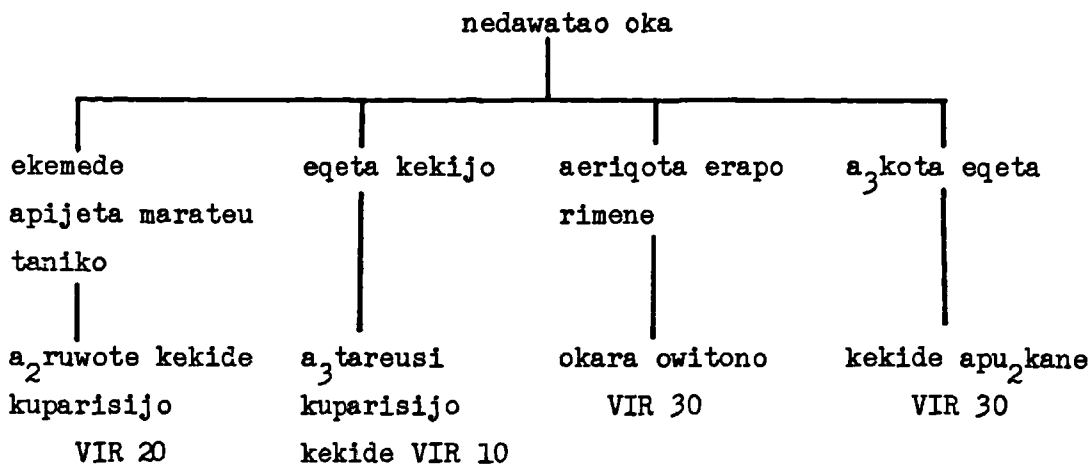 nedawatao oka
ekemede
apijeta marateu
taniko
eqeta kekijo
aeriqota erapo
rimene
a₃kota eqeta
a₂ruwote kekide
kuparisijo
VIR 20
a₃tareusi
kuparisijo
kekide VIR 10
okara owitono
VIR 30
kekide apu₂kane
VIR 30